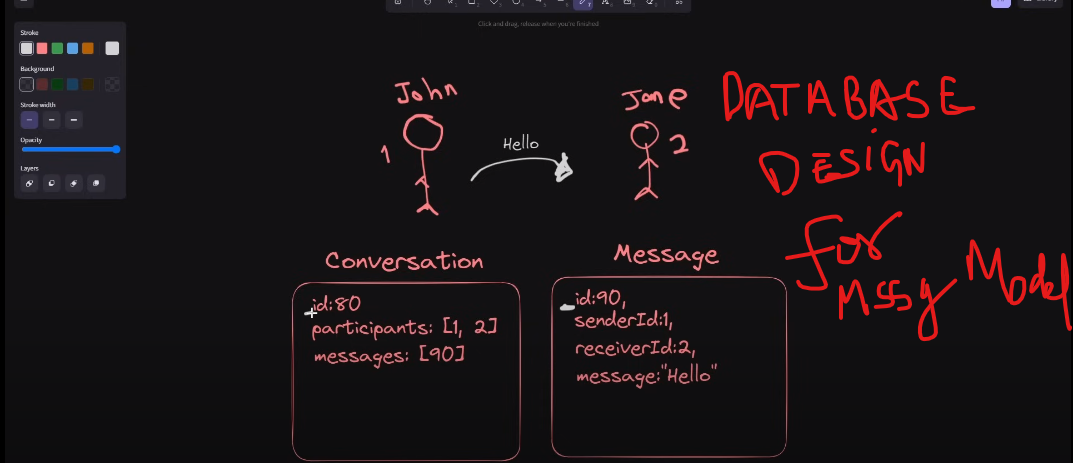 Click and drag, release when you're finished
Stroke
Background
Stroke width
Opacity
Layers
John
1
Hello
Jane
2
DATABASE
DESIGN
for
Mssg Model
Conversation
id:80
participants: [1, 2]
messages: [90]
Message
id:90,
senderId:1,
receiverId:2,
message:"Hello"